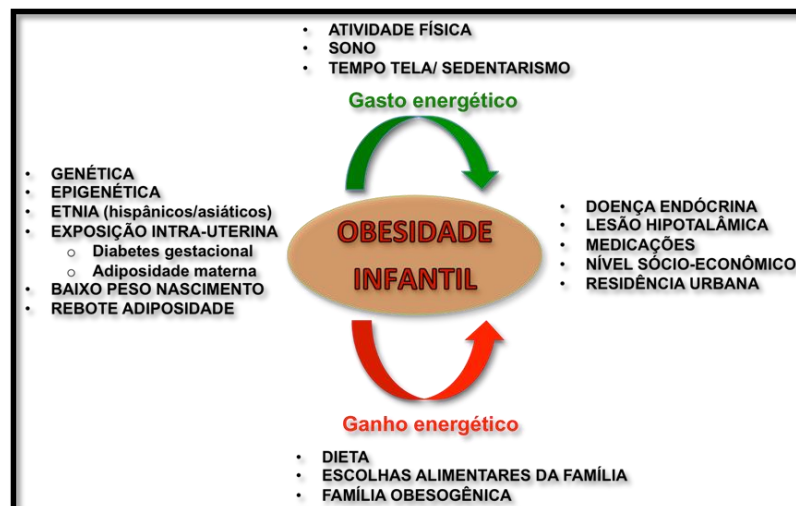 • ATIVIDADE FÍSICA
• SONO
• TEMPO TELA/ SEDENTARISMO
Gasto energético
• GENÉTICA
• EPIGENÉTICA
• ETNIA (hispânicos/asiáticos)
• EXPOSIÇÃO INTRA-UTERINA
o Diabetes gestacional
o Adiposidade materna
• BAIXO PESO NASCIMENTO
• REBOTE ADIPOSIDADE
OBESIDADE
INFANTIL
• DOENÇA ENDÓCRINA
• LESÃO HIPOTALÂMICA
• MEDICAÇÕES
• NÍVEL SÓCIO-ECONÔMICO
• RESIDÊNCIA URBANA
Ganho energético
• DIETA
• ESCOLHAS ALIMENTARES DA FAMÍLIA
• FAMÍLIA OBESOGÊNICA